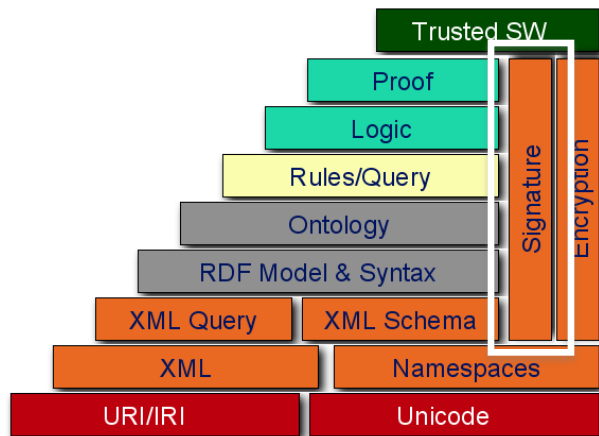 Trusted SW
Proof
Logic
Rules/Query
Ontology
RDF Model & Syntax
Signature
Encryption
XML Query
XML Schema
XML
Namespaces
URI/IRI
Unicode